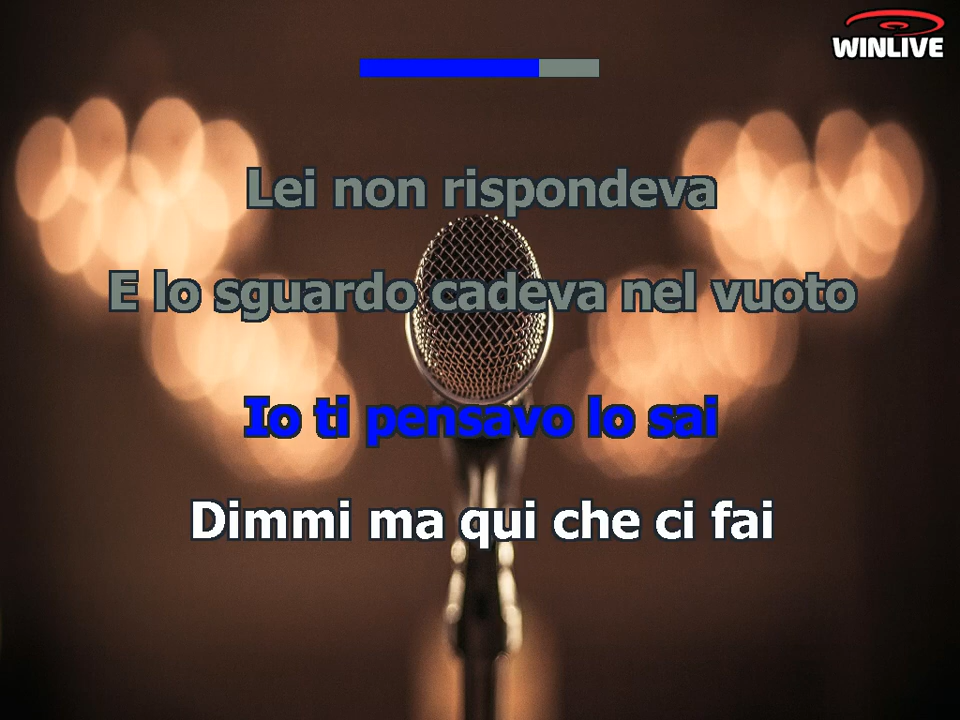 WINLIVE
Lei non rispondeva
E lo sguardo cadeva nel vuoto
Io ti pensavo lo sai
Dimmi ma qui che ci fai